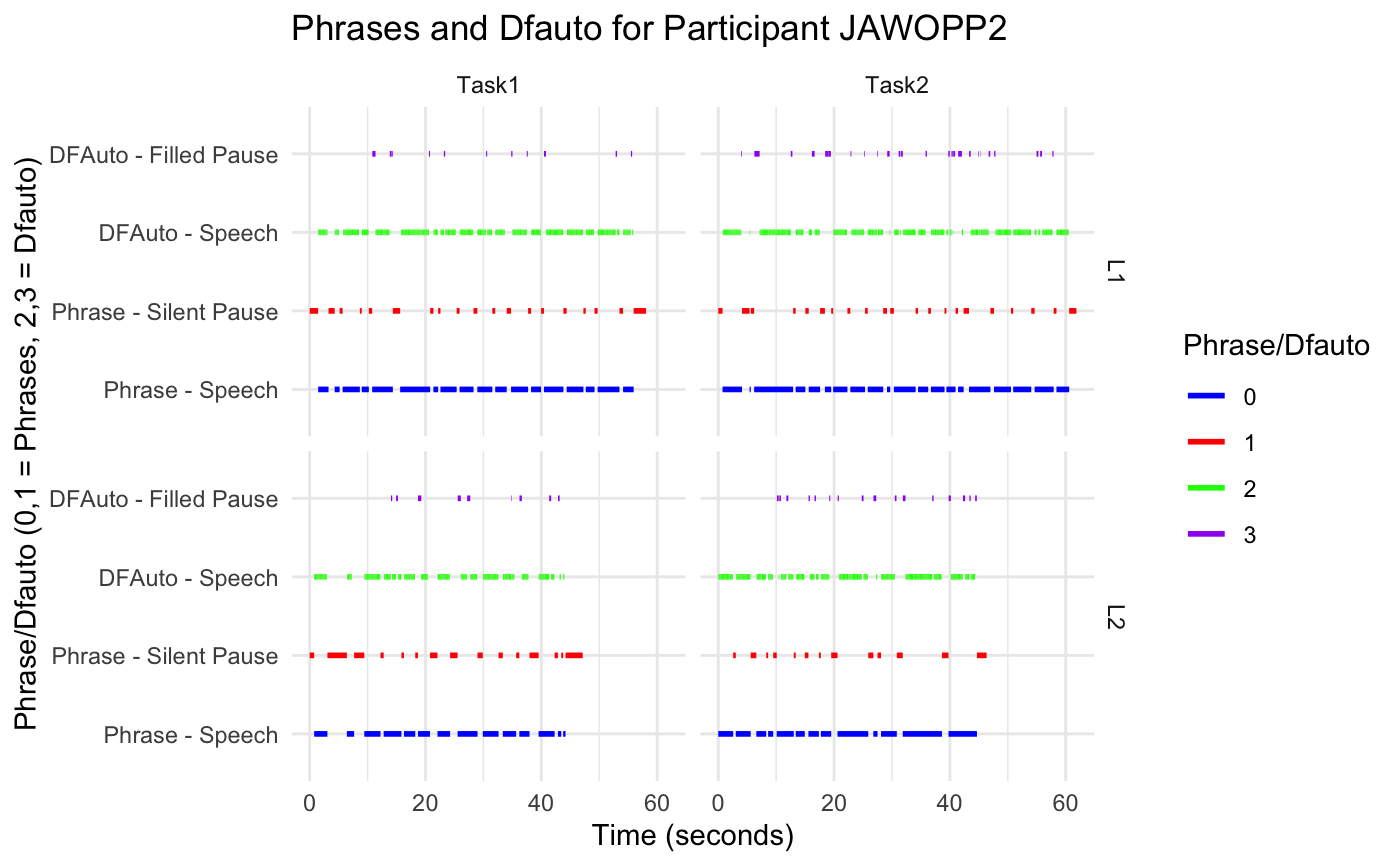 Phrases and Dfauto for Participant JAWOPP2
Task1 Task2
Phrase/Dfauto (0,1 = Phrases, 2,3 = Dfauto)
DFAuto - Filled Pause
DFAuto - Speech
Phrase - Silent Pause
Phrase - Speech
L1
DFAuto - Filled Pause
DFAuto - Speech
Phrase - Silent Pause
Phrase - Speech
L2
0 20 40 60 0 20 40 60
Time (seconds)
Phrase/Dfauto
0
1
2
3